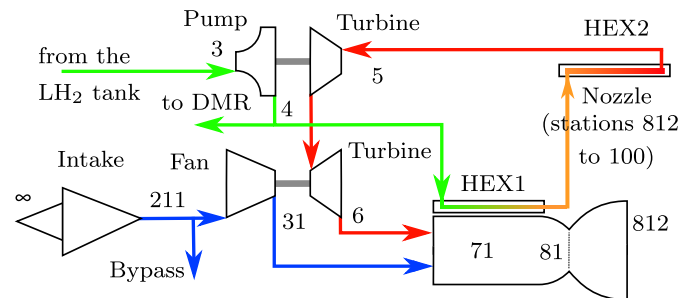 Pump
Turbine
HEX2
3
from the
5
LH2 tank
to DMR
4
Nozzle
(stations 812
to 100)
Intake
Fan
Turbine
HEX1
∞
211
31
6
71
81
812
Bypass